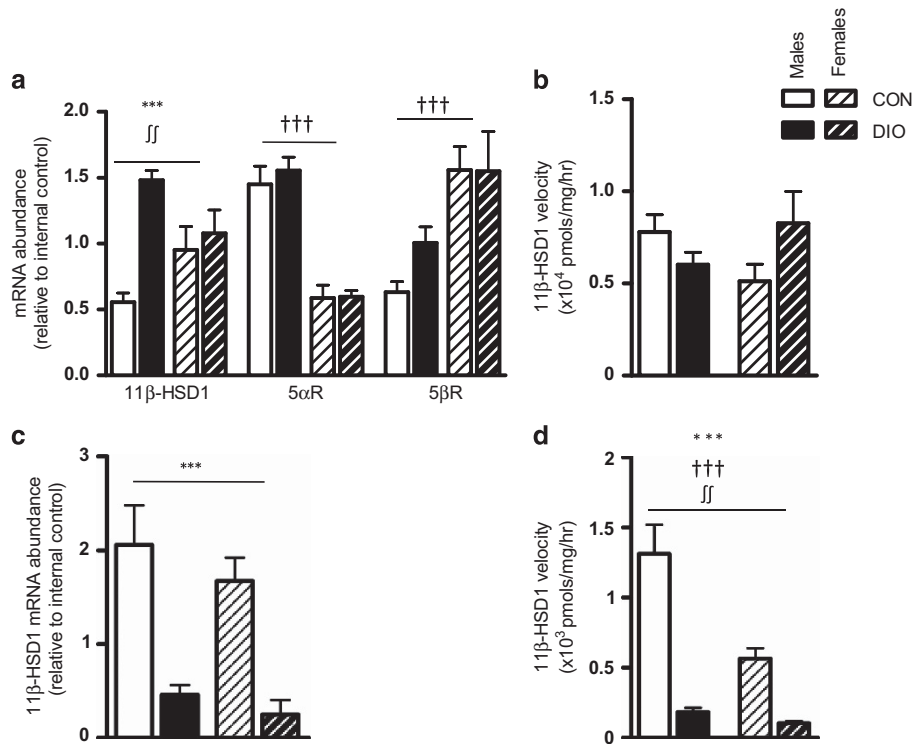 Males
Females
CON
DIO
a
mRNA abundance
(relative to internal control)
2.0
1.5
1.0
0.5
0.0
***
∫∫
†††
†††
11β-HSD1
5αR
5βR
b
11β-HSD1 velocity
(x10⁴ pmols/mg/hr)
1.5
1.0
0.5
0
c
11β-HSD1 mRNA abundance
(relative to internal control)
3
2
1
0
***
d
11β-HSD1 velocity
(x10³ pmols/mg/hr)
2
1.5
1
0.5
0
***
†††
∫∫